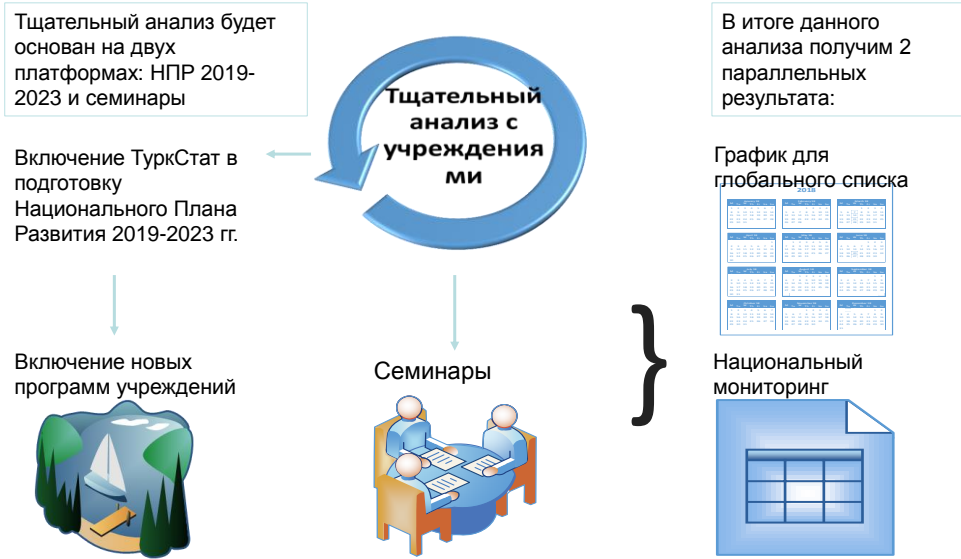 Тщательный анализ будет
основан на двух
платформах: НПР 2019-
2023 и семинары
Тщательный
анализ с
учреждения
ми
В итоге данного
анализа получим 2
параллельных
результата:
Включение ТуркСтат в
подготовку
Национального Плана
Развития 2019-2023 гг.
График для
глобального списка
2018
}
Включение новых
программ учреждений
Семинары
Национальный
мониторинг